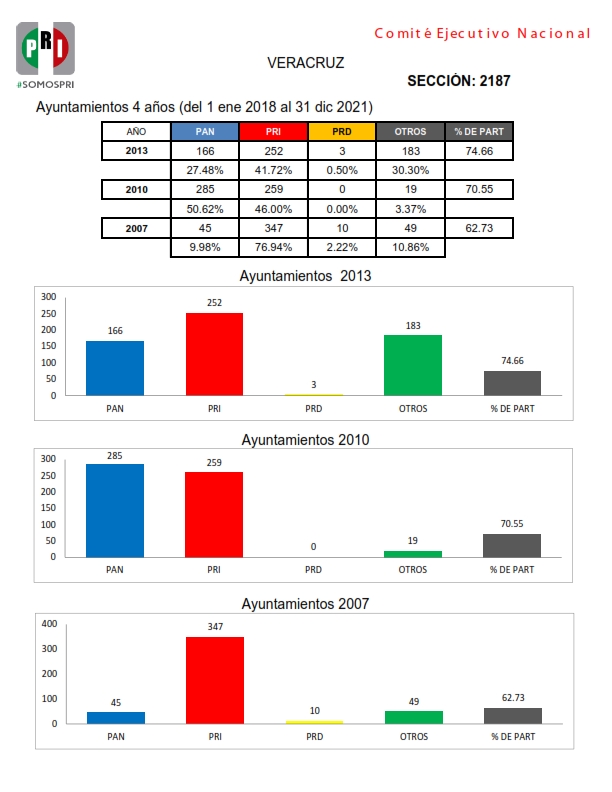 Comité Ejecutivo Nacional
PRI
#SOMOSPRI
VERACRUZ
SECCIÓN: 2187
Ayuntamientos 4 años (del 1 ene 2018 al 31 dic 2021)
AÑO PAN PRI PRD OTROS % DE PART
2013 166 252 3 183 74.66
27.48% 41.72% 0.50% 30.30%
2010 285 259 0 19 70.55
50.62% 46.00% 0.00% 3.37%
2007 45 347 10 49 62.73
9.98% 76.94% 2.22% 10.86%
Ayuntamientos 2013
300
250
200
150
100
50
0
166 252 3 183 74.66
PAN PRI PRD OTROS % DE PART
Ayuntamientos 2010
300
250
200
150
100
50
0
285 259 0 19 70.55
PAN PRI PRD OTROS % DE PART
Ayuntamientos 2007
400
300
200
100
0
45 347 10 49 62.73
PAN PRI PRD OTROS % DE PART